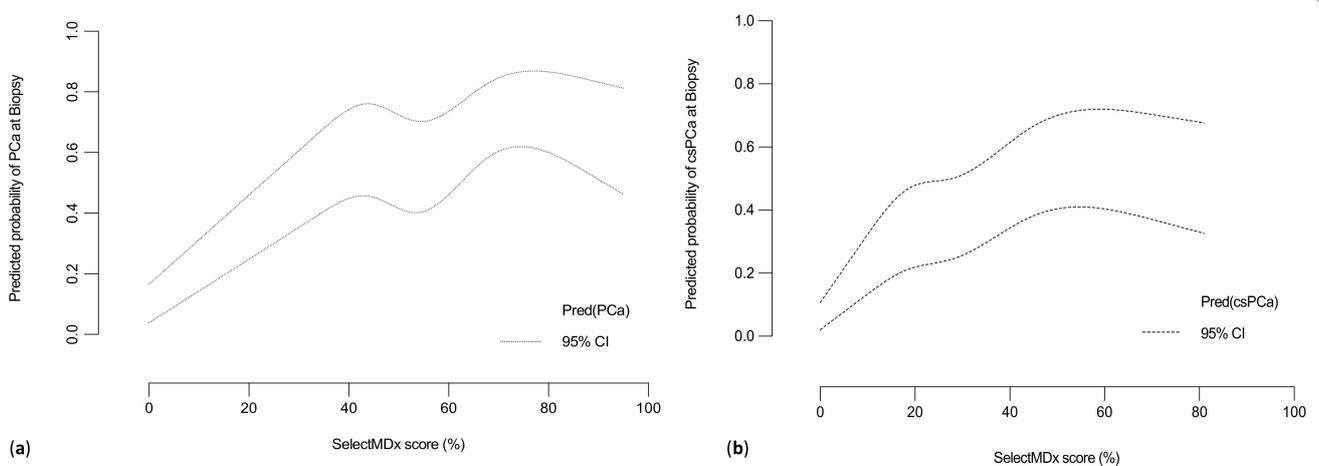 Predicted probability of PCa at Biopsy
1.0
0.8
0.6
0.4
0.2
0.0
Pred(PCa)
95% CI
0 20 40 60 80 100
SelectMDx score (%)
(a)
Predicted probability of csPCa at Biopsy
1.0
0.8
0.6
0.4
0.2
0.0
Pred(csPCa)
95% CI
0 20 40 60 80 100
SelectMDx score (%)
(b)